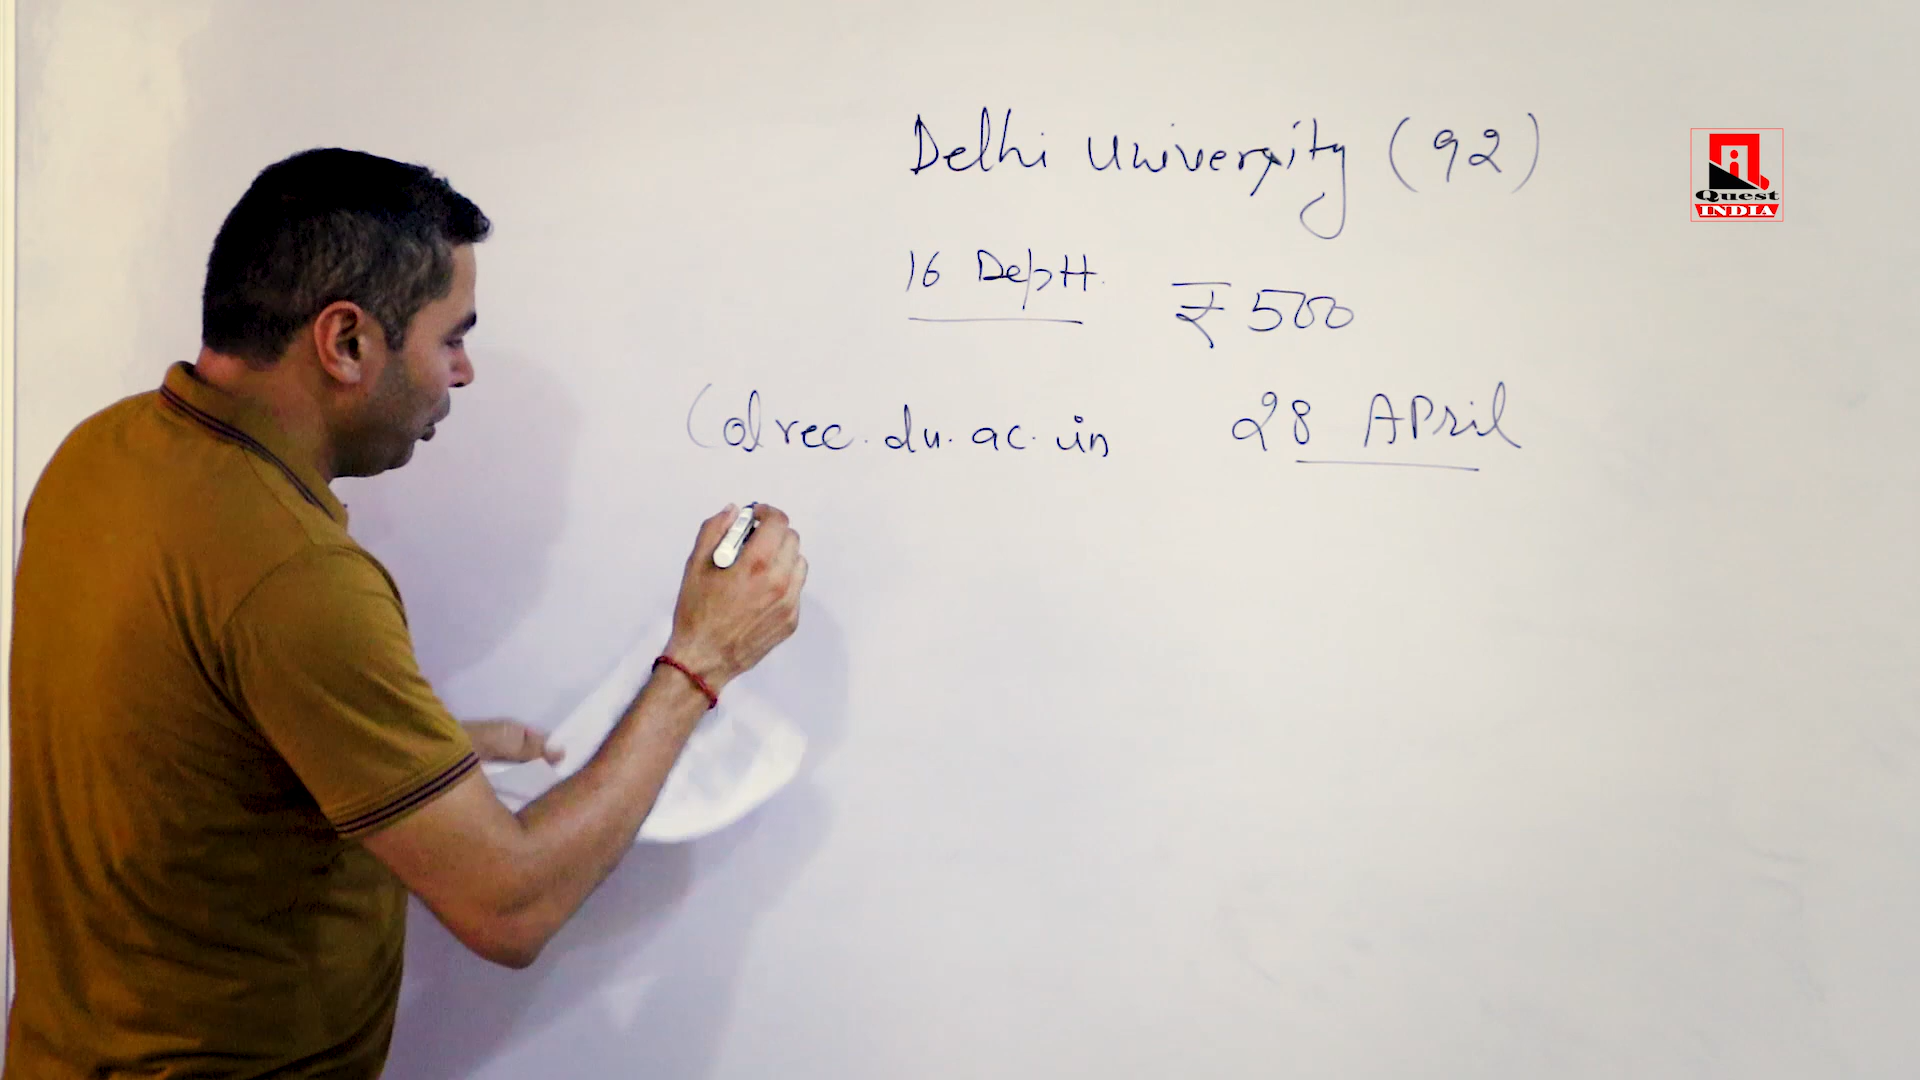 Delhi University (92)
16 Deptt.
₹ 500
(colrec.du.ac.in
28 April
Quest
INDIA